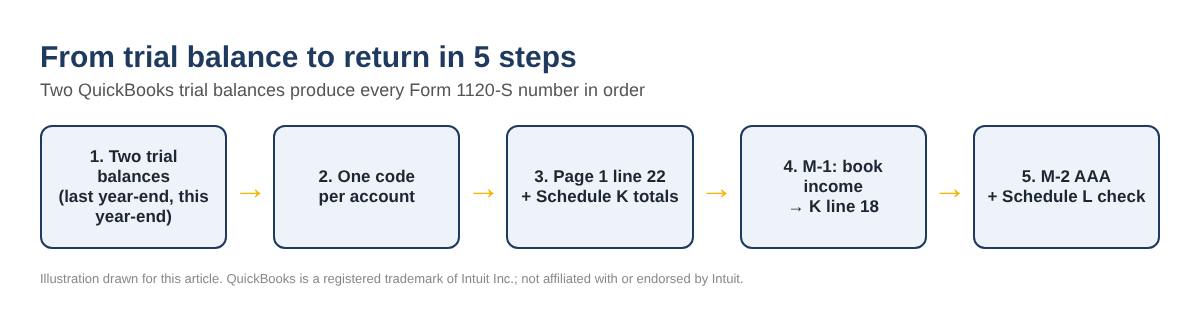 From trial balance to return in 5 steps
Two QuickBooks trial balances produce every Form 1120-S number in order
1. Two trial
balances
(last year-end, this
year-end)
→
2. One code
per account
→
3. Page 1 line 22
+ Schedule K totals
→
4. M-1: book
income
→ K line 18
→
5. M-2 AAA
+ Schedule L check
Illustration drawn for this article. QuickBooks is a registered trademark of Intuit Inc.; not affiliated with or endorsed by Intuit.